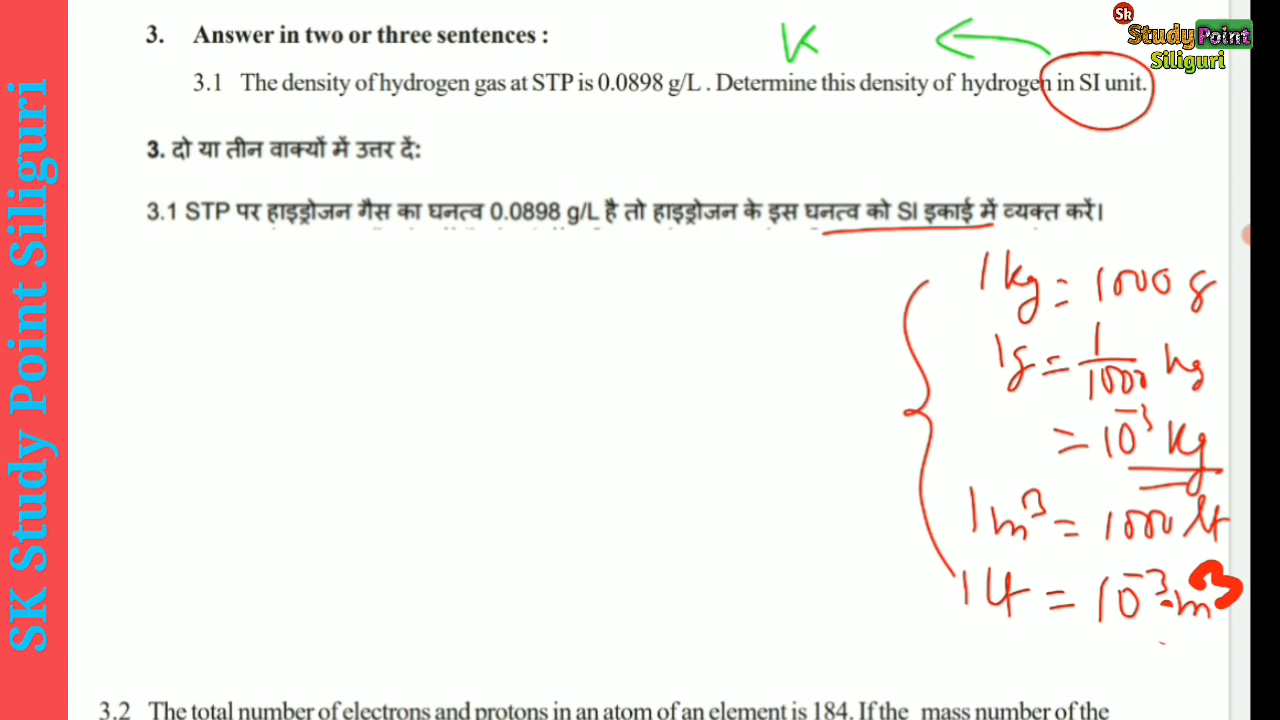 SK Study Point Siliguri
Sk
Study Point
Siliguri
K
3. Answer in two or three sentences :
3.1 The density of hydrogen gas at STP is 0.0898 g/L . Determine this density of hydrogen in SI unit.
3. दो या तीन वाक्यों में उत्तर दें:
3.1 STP पर हाइड्रोजन गैस का घनत्व 0.0898 g/L है तो हाइड्रोजन के इस घनत्व को SI इकाई में व्यक्त करें।
1 kg = 1000 g
1g = 1/1000 kg
= 10⁻³ Kg
1 m³ = 1000 lt
1 lt = 10⁻³ m³
3.2 The total number of electrons and protons in an atom of an element is 184. If the mass number of the